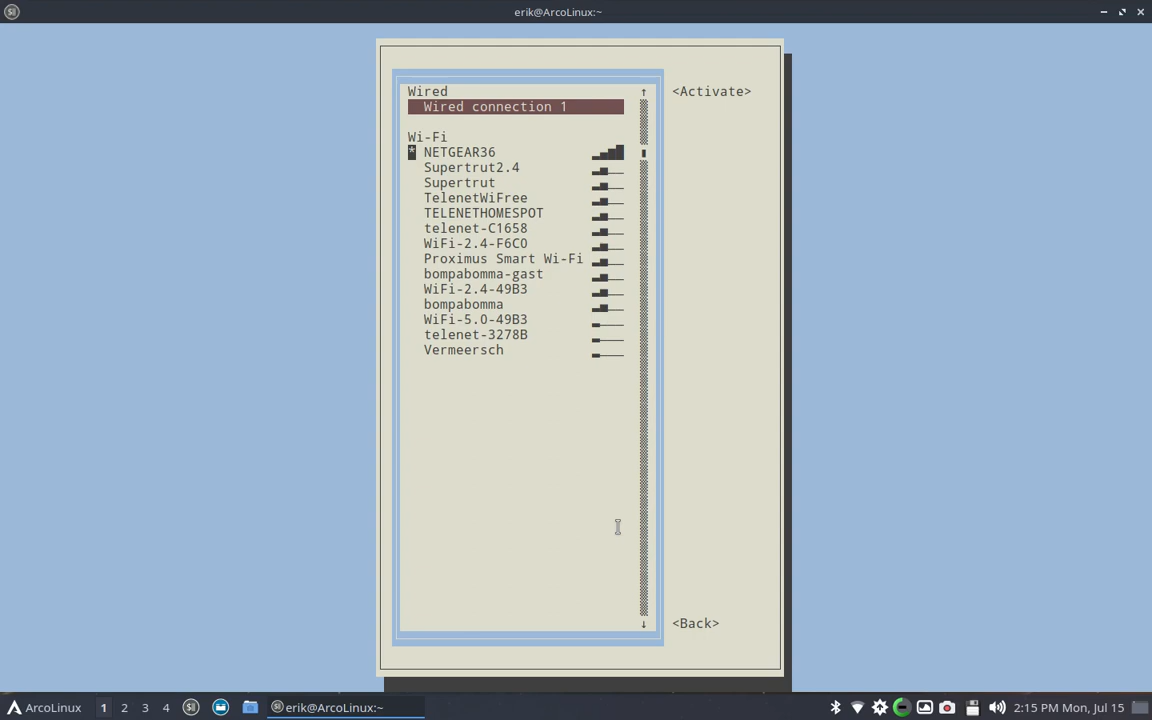 erik@ArcoLinux:~
Wired
Wired connection 1
<Activate>
Wi-Fi
* NETGEAR36
Supertrut2.4
Supertrut
TelenetWiFree
TELENETHOMESPOT
telenet-C1658
WiFi-2.4-F6C0
Proximus Smart Wi-Fi
bompabomma-gast
WiFi-2.4-49B3
bompabomma
WiFi-5.0-49B3
telenet-3278B
Vermeersch
<Back>
ArcoLinux 1 2 3 4 erik@ArcoLinux:~ 2:15 PM Mon, Jul 15